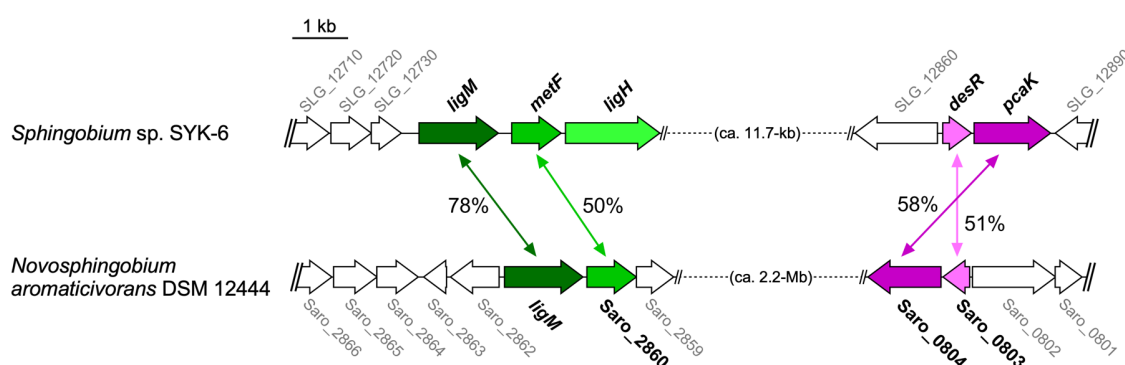 1 kb
SLG_12710
SLG_12720
SLG_12730
ligM
metF
ligH
SLG_12860
desR
pcaK
SLG_12890
Sphingobium sp. SYK-6
(ca. 11.7-kb)
78%
50%
58%
51%
Novosphingobium
aromaticivorans DSM 12444
(ca. 2.2-Mb)
Saro_2866
Saro_2865
Saro_2864
Saro_2863
Saro_2862
ligM
Saro_2860
Saro_2859
Saro_0804
Saro_0803
Saro_0802
Saro_0801